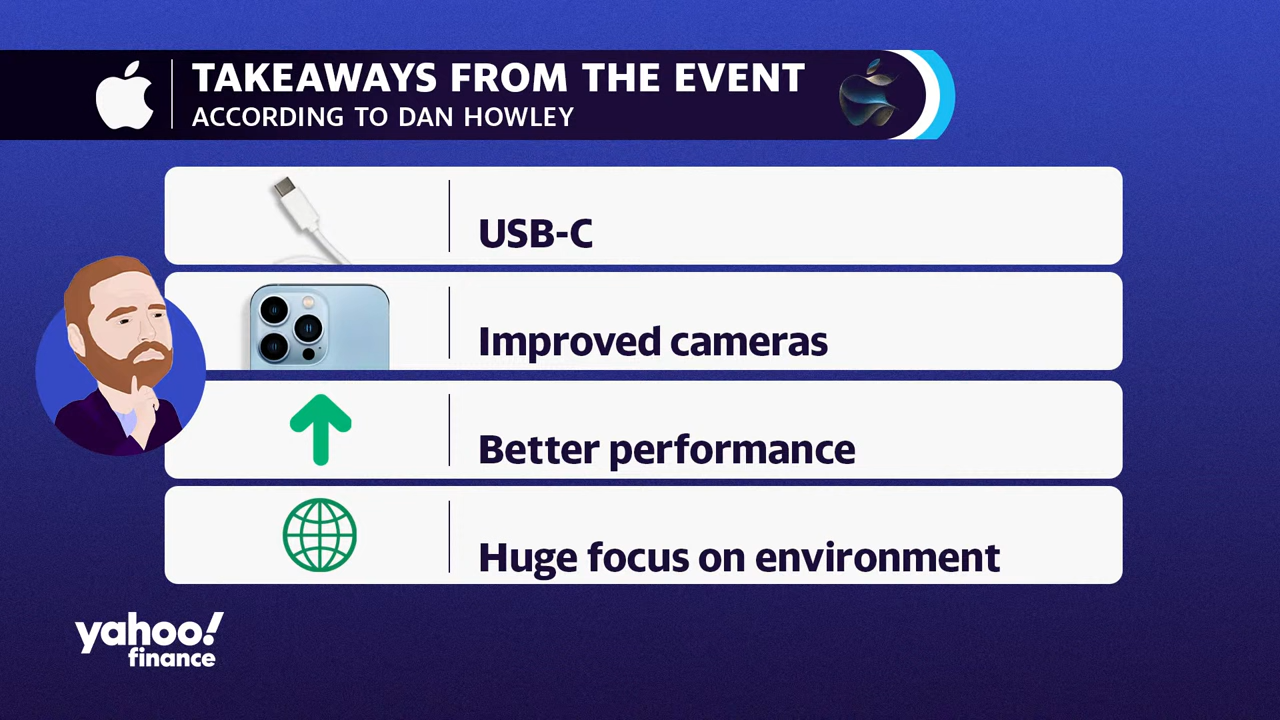 TAKEAWAYS FROM THE EVENT
ACCORDING TO DAN HOWLEY
USB-C
Improved cameras
Better performance
Huge focus on environment
yahoo!
finance